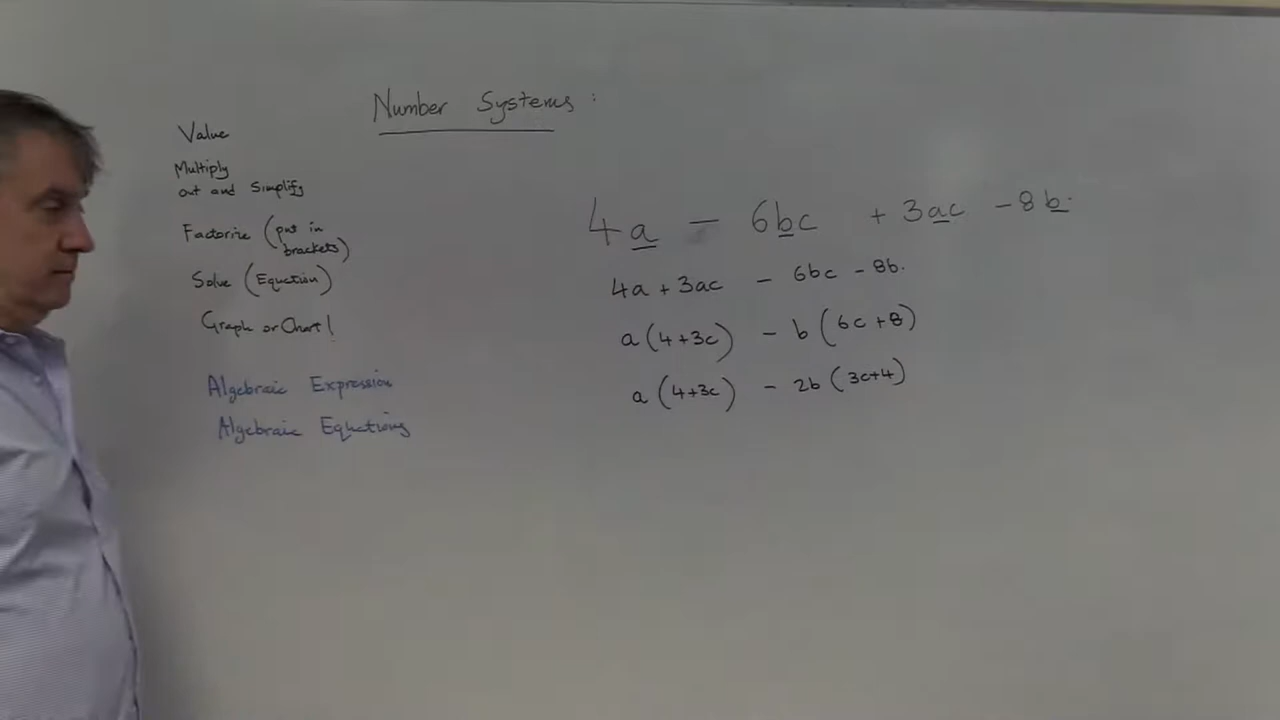 Number Systems :
Value
Multiply
out and Simplify
Factorize (put in
brackets)
Solve (Equation)
Graph or Chart!
Algebraic Expression
Algebraic Equations
4a - 6bc + 3ac - 8b.
4a + 3ac - 6bc - 8b.
a(4+3c) - b(6c+8)
a(4+3c) - 2b(3c+4)